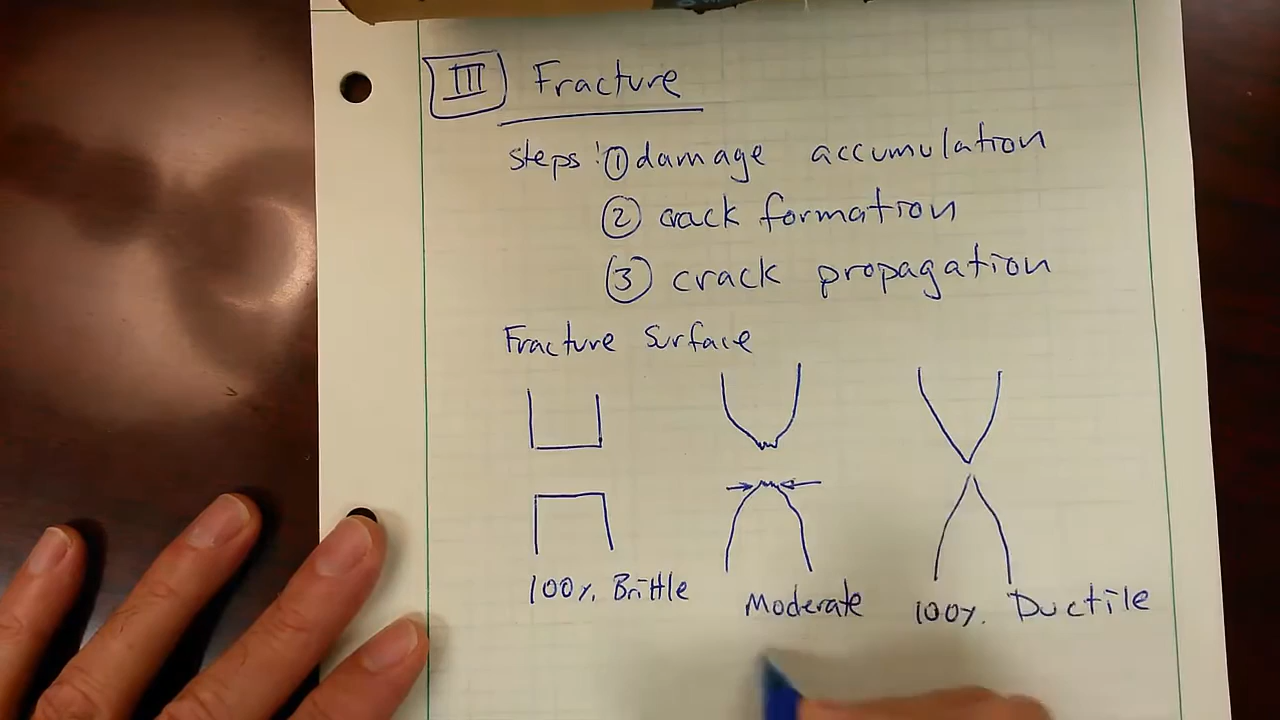 III Fracture
steps: ① damage accumulation
② crack formation
③ crack propagation
Fracture Surface
100% Brittle
Moderate
100% Ductile